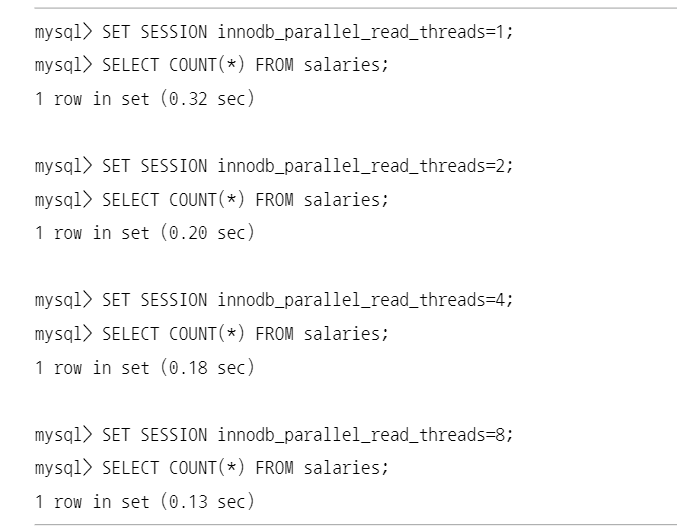 mysql> SET SESSION innodb_parallel_read_threads=1;
mysql> SELECT COUNT(*) FROM salaries;
1 row in set (0.32 sec)
mysql> SET SESSION innodb_parallel_read_threads=2;
mysql> SELECT COUNT(*) FROM salaries;
1 row in set (0.20 sec)
mysql> SET SESSION innodb_parallel_read_threads=4;
mysql> SELECT COUNT(*) FROM salaries;
1 row in set (0.18 sec)
mysql> SET SESSION innodb_parallel_read_threads=8;
mysql> SELECT COUNT(*) FROM salaries;
1 row in set (0.13 sec)